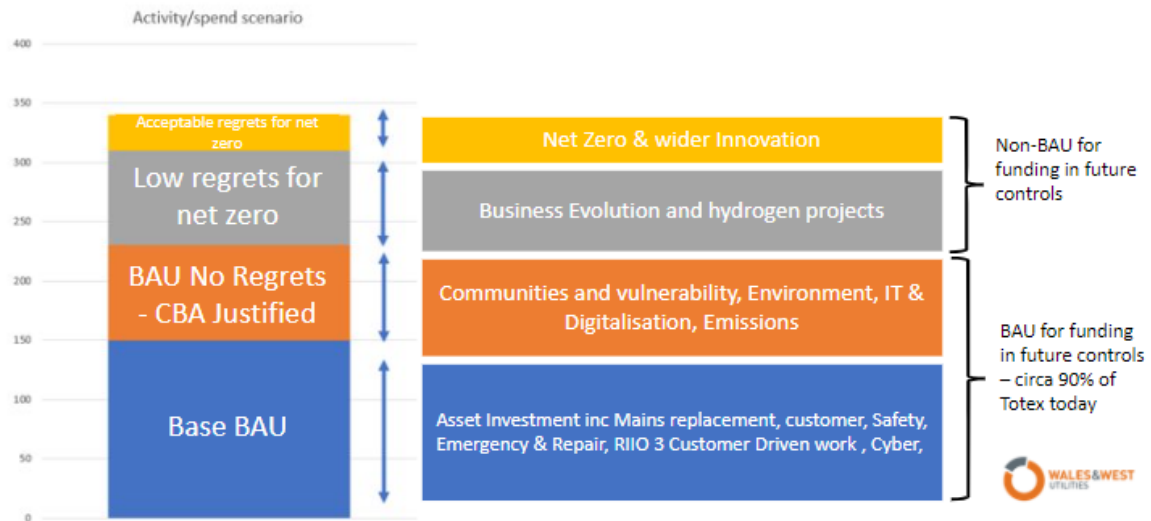 Activity/spend scenario
400
350
300
250
200
150
100
50
0
Acceptable regrets for net
zero
Low regrets for
net zero
BAU No Regrets
- CBA Justified
Base BAU
Net Zero & wider Innovation
Business Evolution and hydrogen projects
Communities and vulnerability, Environment, IT &
Digitalisation, Emissions
Asset Investment inc Mains replacement, customer, Safety,
Emergency & Repair, RIIO 3 Customer Driven work , Cyber,
Non-BAU for
funding in future
controls
BAU for funding
in future controls
– circa 90% of
Totex today
WALES&WEST
UTILITIES